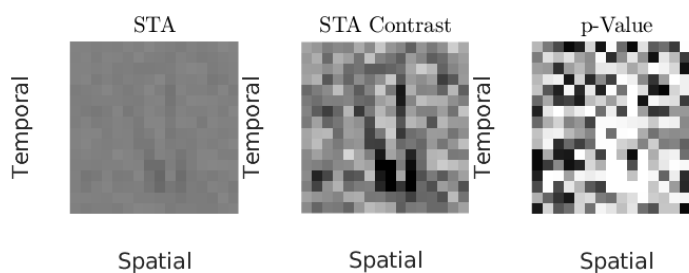 STA
STA Contrast
p-Value
Temporal
Temporal
Temporal
Spatial
Spatial
Spatial